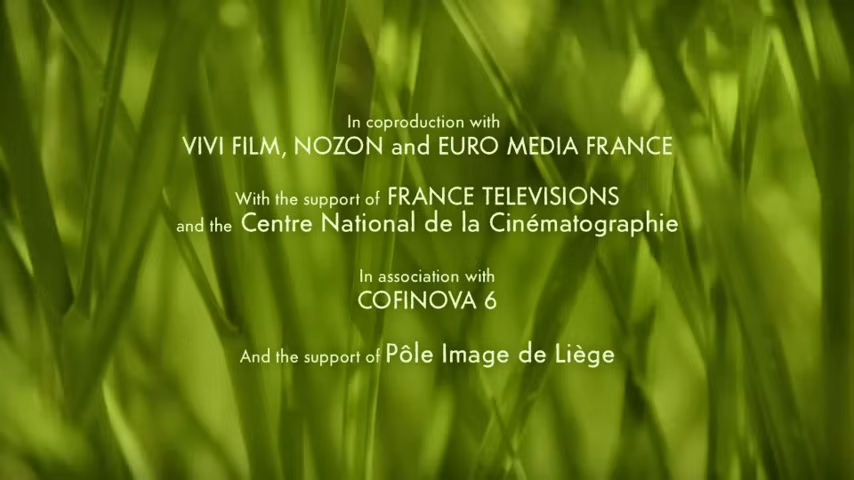 In coproduction with
VIVI FILM, NOZON and EURO MEDIA FRANCE
With the support of FRANCE TELEVISIONS
and the Centre National de la Cinématographie
In association with
COFINOVA 6
And the support of Pôle Image de Liège